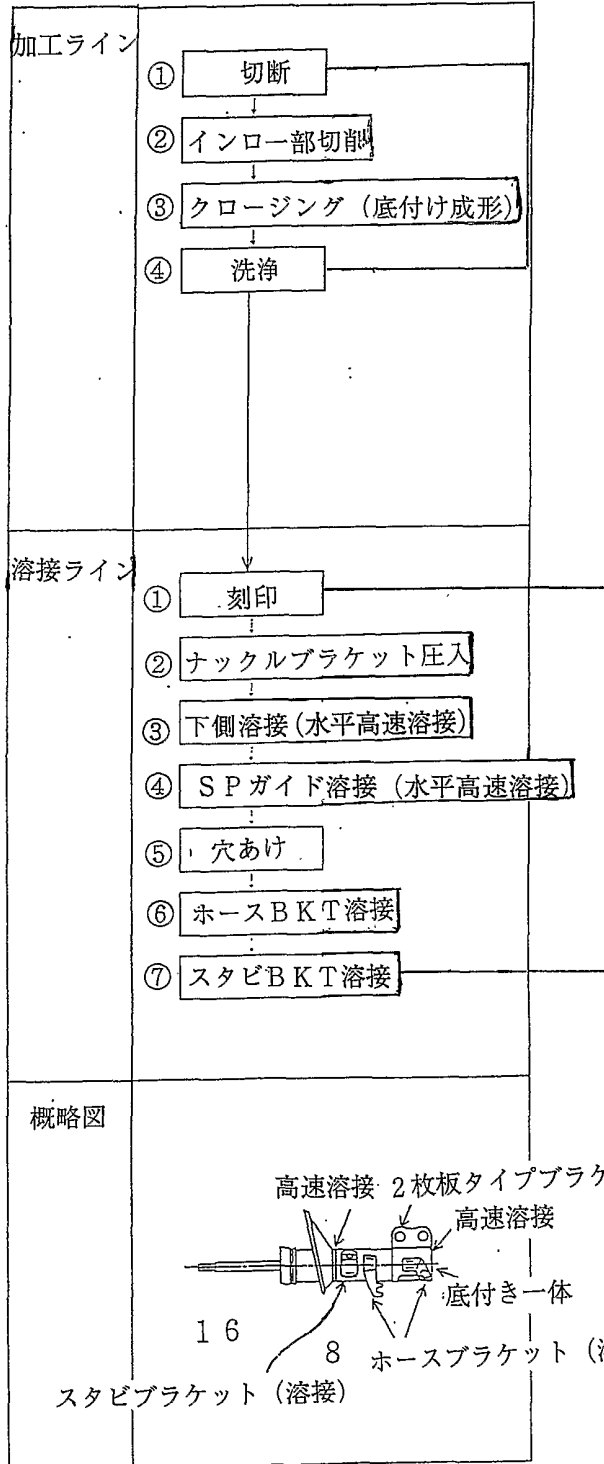 加工ライン
① 切断
② インロー部切削
③ クロージング（底付け成形）
④ 洗浄
溶接ライン
① 刻印
② ナックルブラケット圧入
③ 下側溶接（水平高速溶接）
④ ＳＰガイド溶接（水平高速溶接）
⑤ 穴あけ
⑥ ホースＢＫＴ溶接
⑦ スタビＢＫＴ溶接
概略図
高速溶接 2枚板タイプブラケ
高速溶接
底付き一体
16
8 ホースブラケット（
スタビブラケット（溶接）